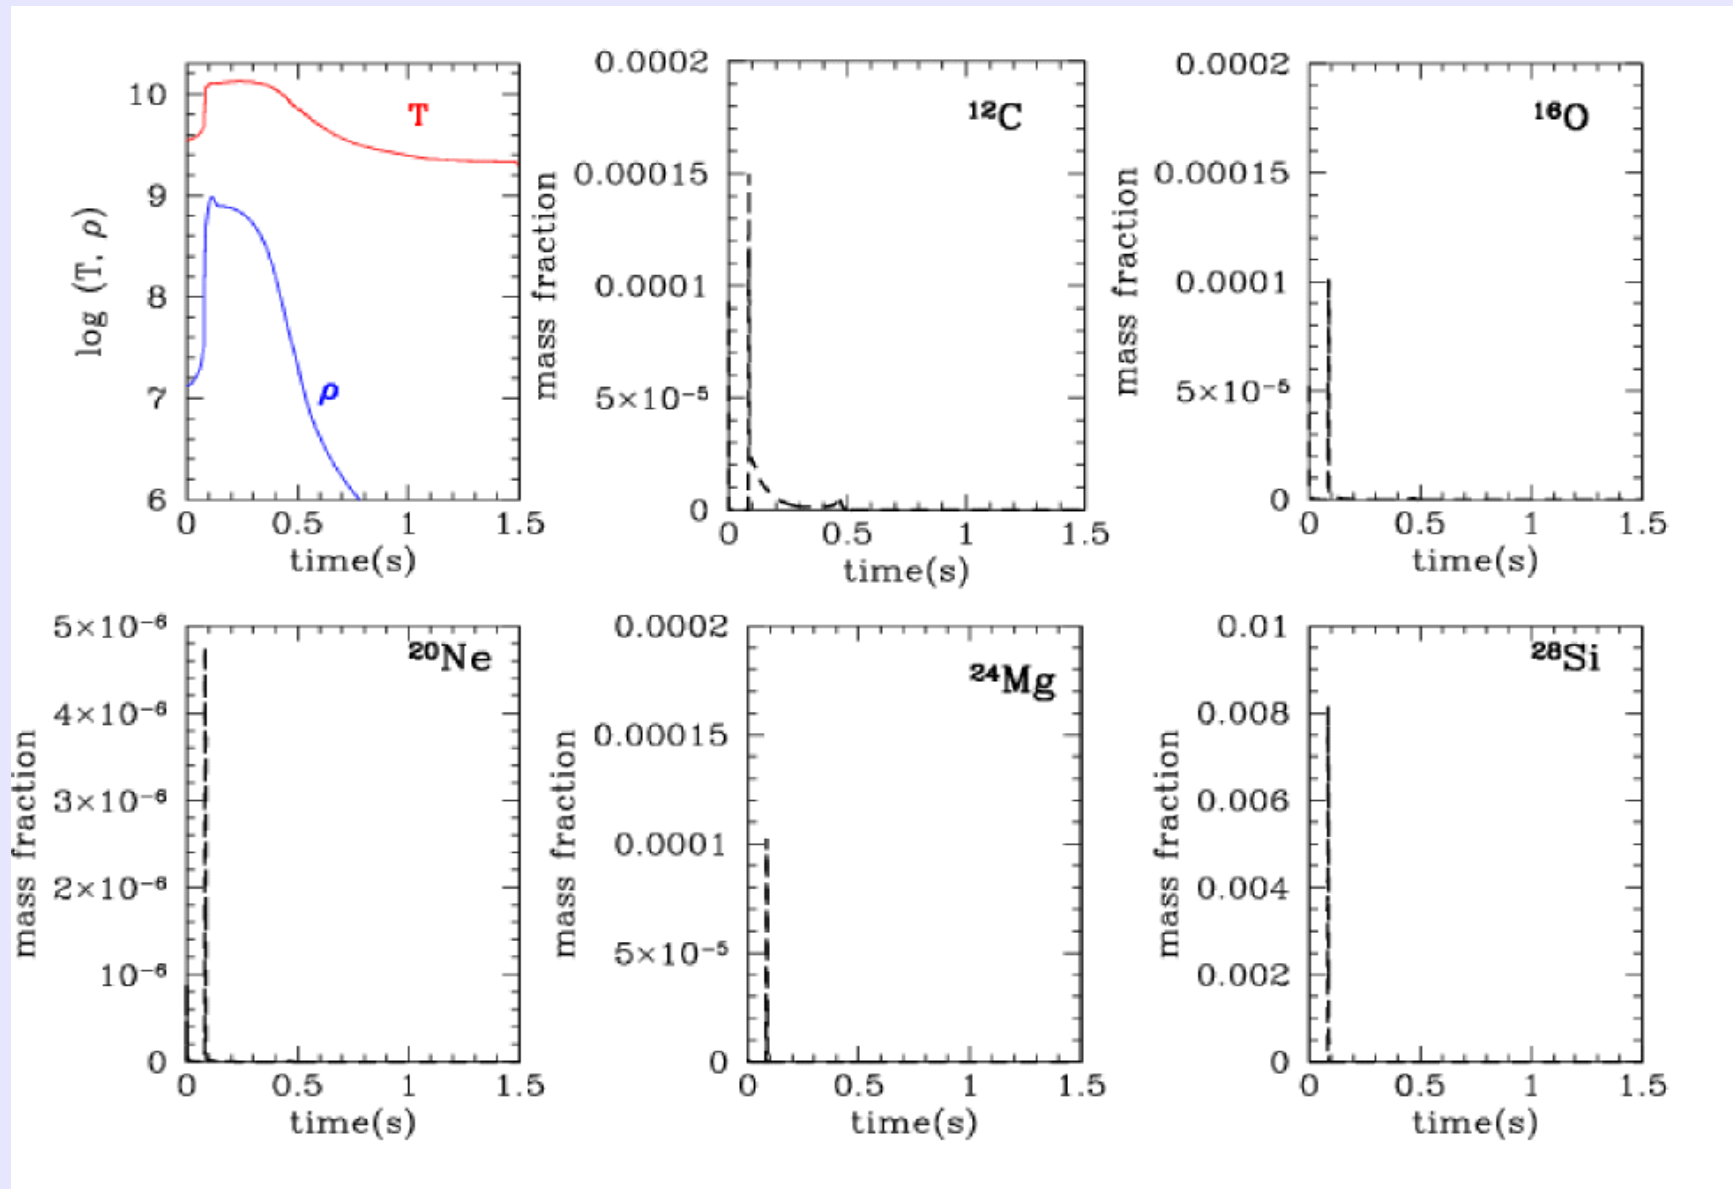 10
9
8
7
6
log (T, ρ)
T
ρ
0 0.5 1 1.5
time(s)
0.0002
0.00015
0.0001
5×10⁻⁵
0
mass fraction
¹²C
0 0.5 1 1.5
time(s)
0.0002
0.00015
0.0001
5×10⁻⁵
0
mass fraction
¹⁶O
0 0.5 1 1.5
time(s)
5×10⁻⁶
4×10⁻⁶
3×10⁻⁶
2×10⁻⁶
10⁻⁶
0
mass fraction
²⁰Ne
0 0.5 1 1.5
time(s)
0.0002
0.00015
0.0001
5×10⁻⁵
0
mass fraction
²⁴Mg
0 0.5 1 1.5
time(s)
0.01
0.008
0.006
0.004
0.002
0
mass fraction
²⁸Si
0 0.5 1 1.5
time(s)